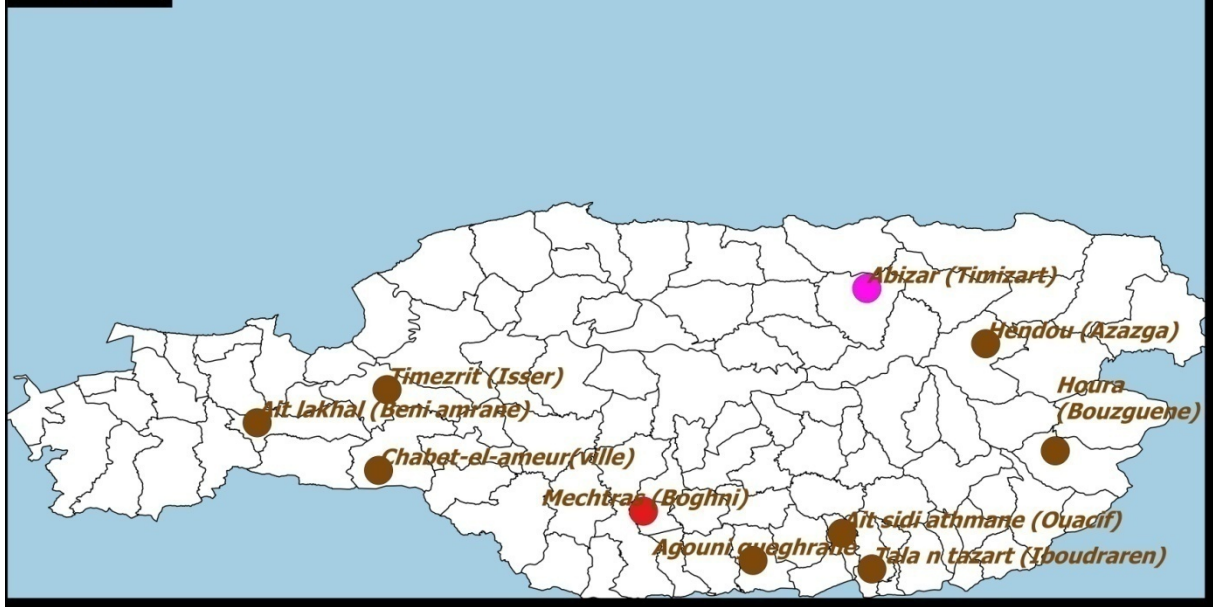 Abizar (Timizart)
Hendou (Azazga)
Timezrit (Isser)
Houra
(Bouzguene)
Ait lakhal (Beni amrane)
Chabet-el-ameur(ville)
Mechtras (Boghni)
Ait sidi athmane (Ouacif)
Agouni gueghrane
Tala n tazart (Iboudraren)